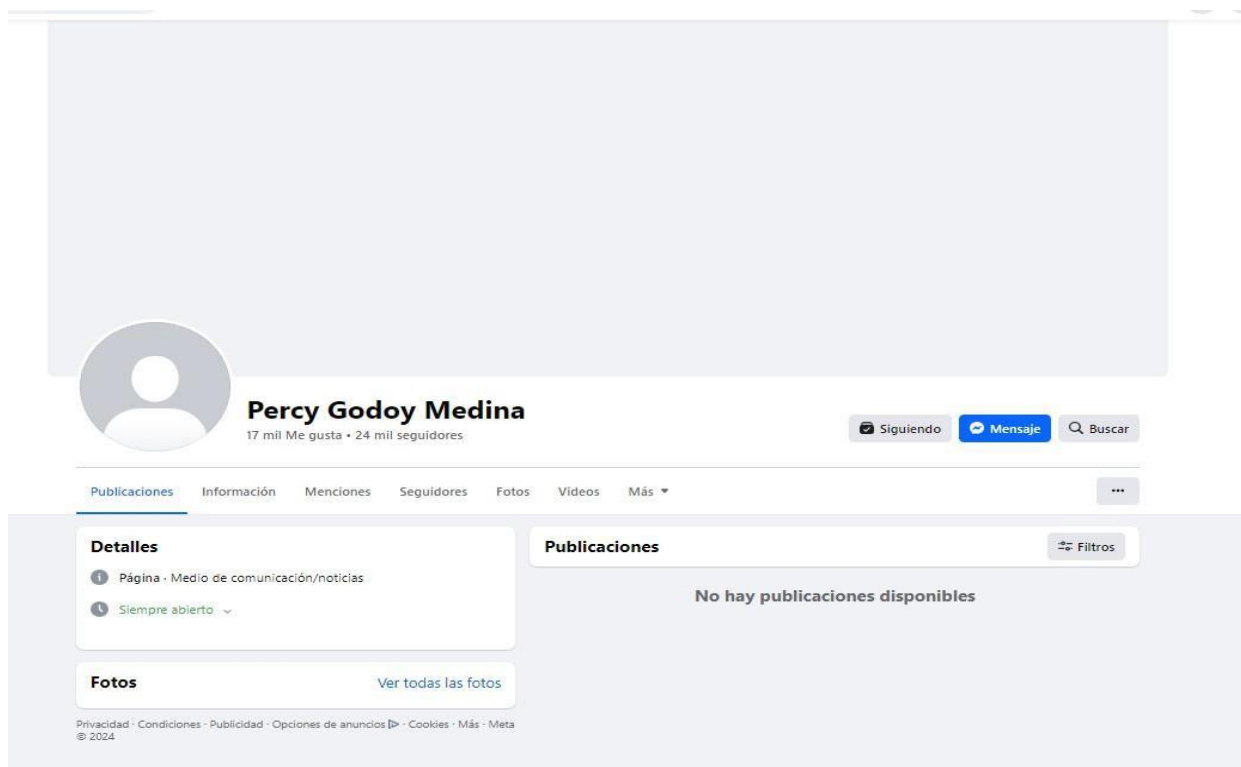 Percy Godoy Medina
17 mil Me gusta • 24 mil seguidores
Siguiendo
Mensaje
Buscar
Publicaciones
Información
Menciones
Seguidores
Fotos
Videos
Más
Detalles
Página · Medio de comunicación/noticias
Siempre abierto
Fotos
Ver todas las fotos
Privacidad · Condiciones · Publicidad · Opciones de anuncios · Cookies · Más · Meta
© 2024
Publicaciones
Filtros
No hay publicaciones disponibles